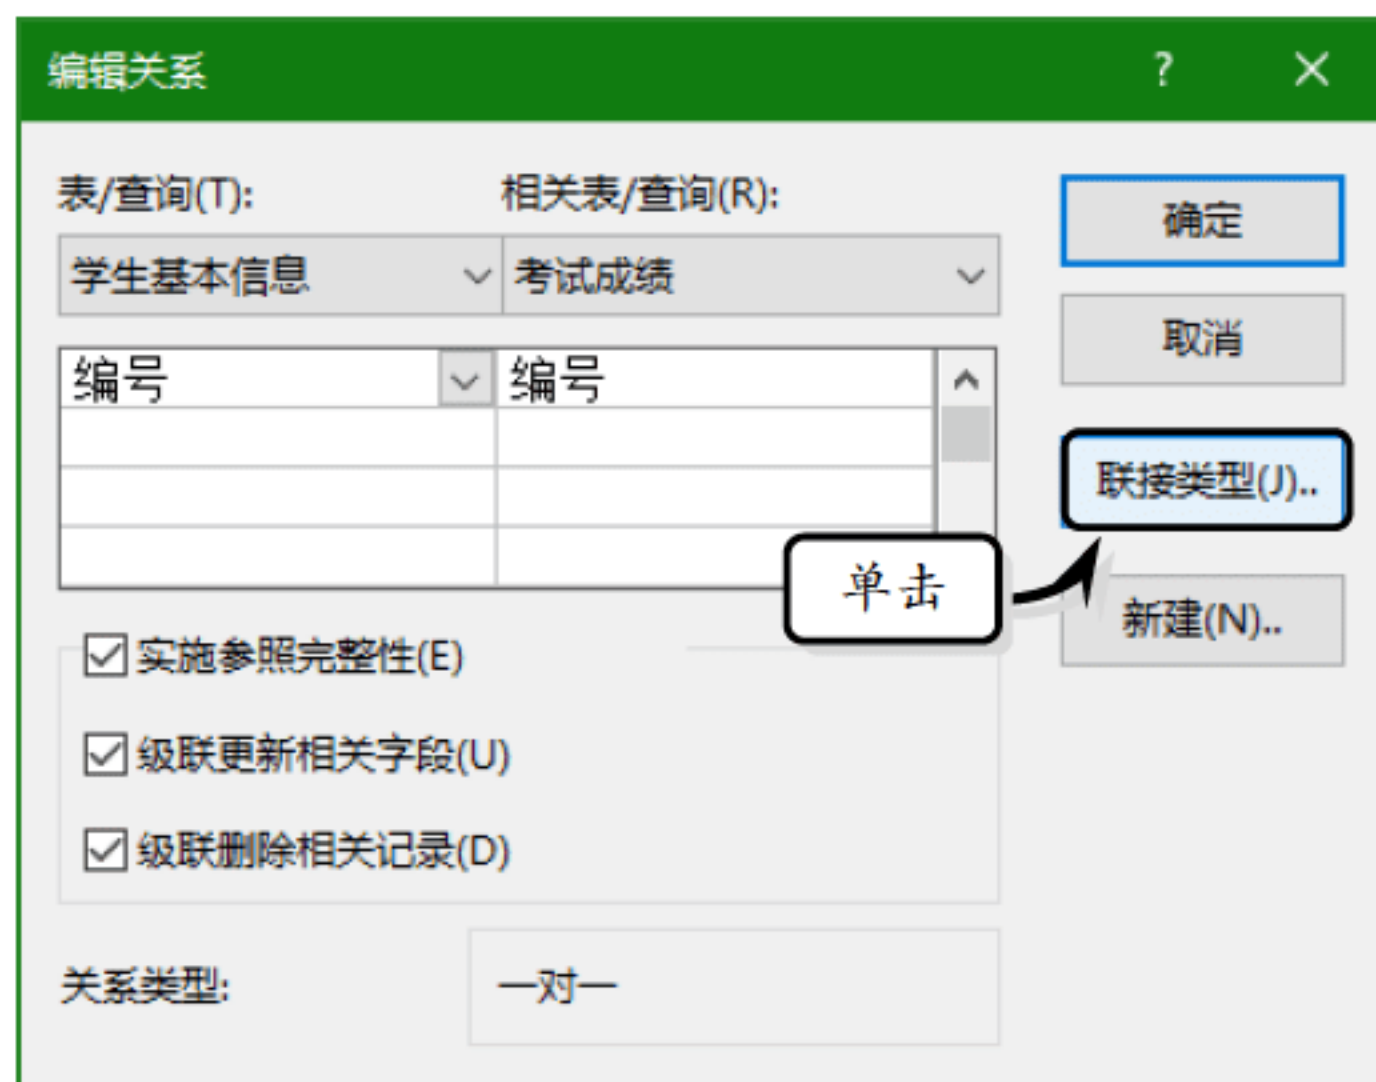 编辑关系
表/查询(T): 相关表/查询(R):
确定
学生基本信息 考试成绩
取消
编号 编号
联接类型(J)..
单击
新建(N)..
实施参照完整性(E)
级联更新相关字段(U)
级联删除相关记录(D)
关系类型: 一对一